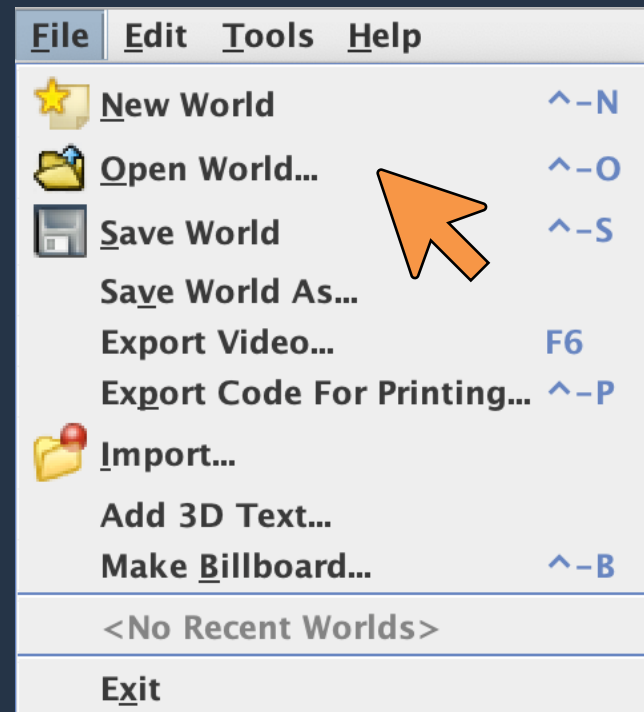 File Edit Tools Help
New World ^-N
Open World... ^-O
Save World ^-S
Save World As...
Export Video... F6
Export Code For Printing... ^-P
Import...
Add 3D Text...
Make Billboard... ^-B
<No Recent Worlds>
Exit